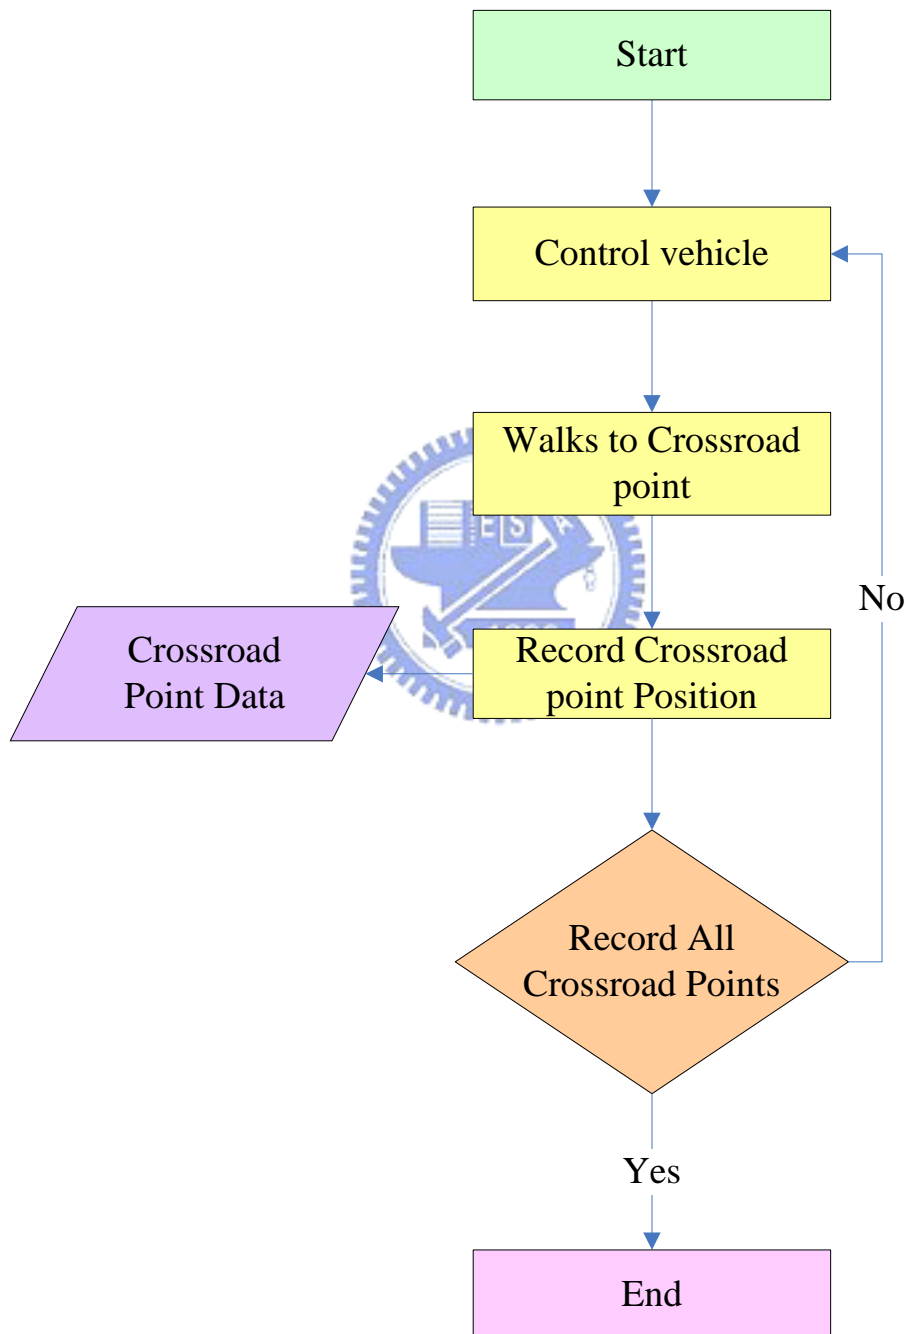 Start
Control vehicle
Walks to Crossroad
point
E S A
No
Crossroad
Point Data
Record Crossroad
point Position
Record All
Crossroad Points
Yes
End